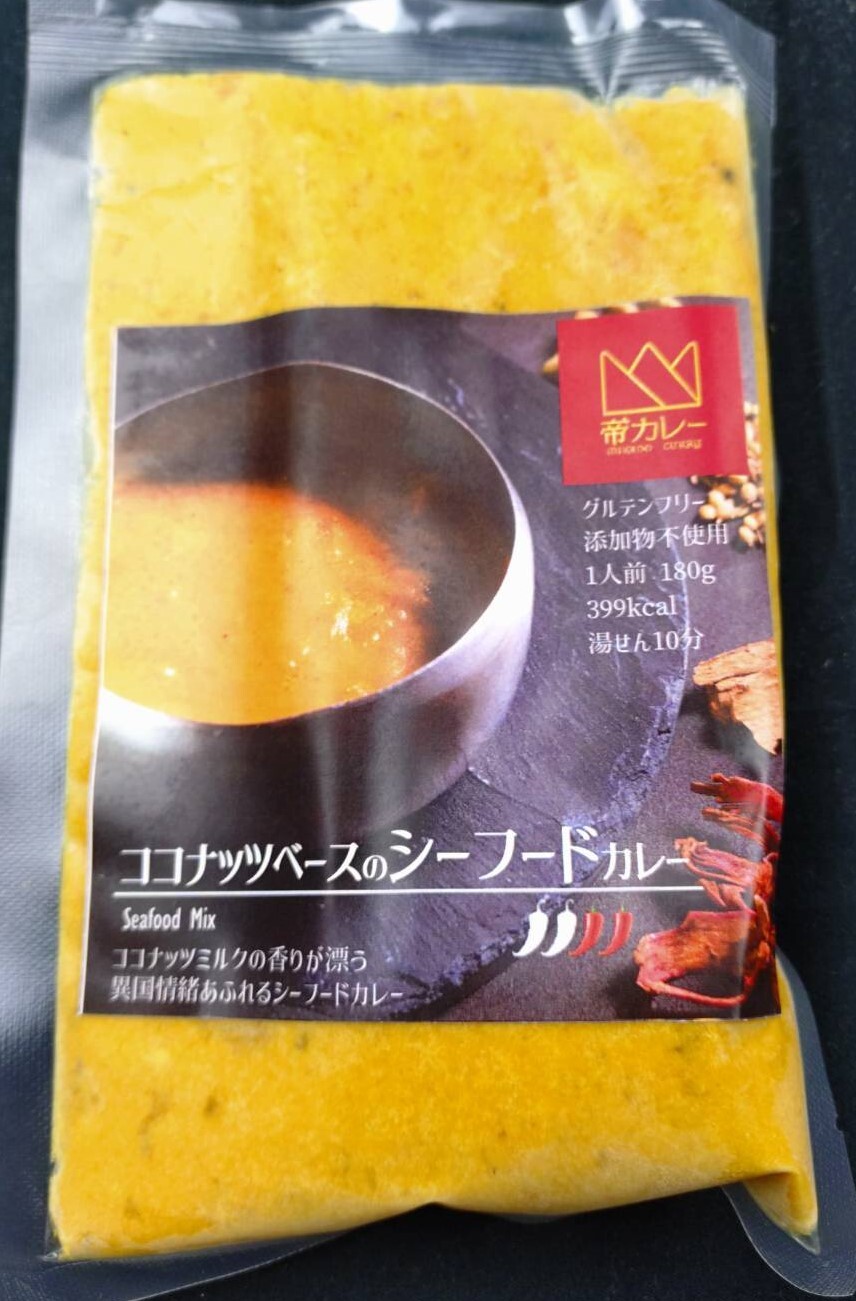 帝カレー
グルテンフリー
添加物不使用
1人前 180g
399kcal
湯せん10分
ココナッツベースのシーフードカレー
Seafood Mix
ココナッツミルクの香りが漂う
異国情緒あふれるシーフードカレー